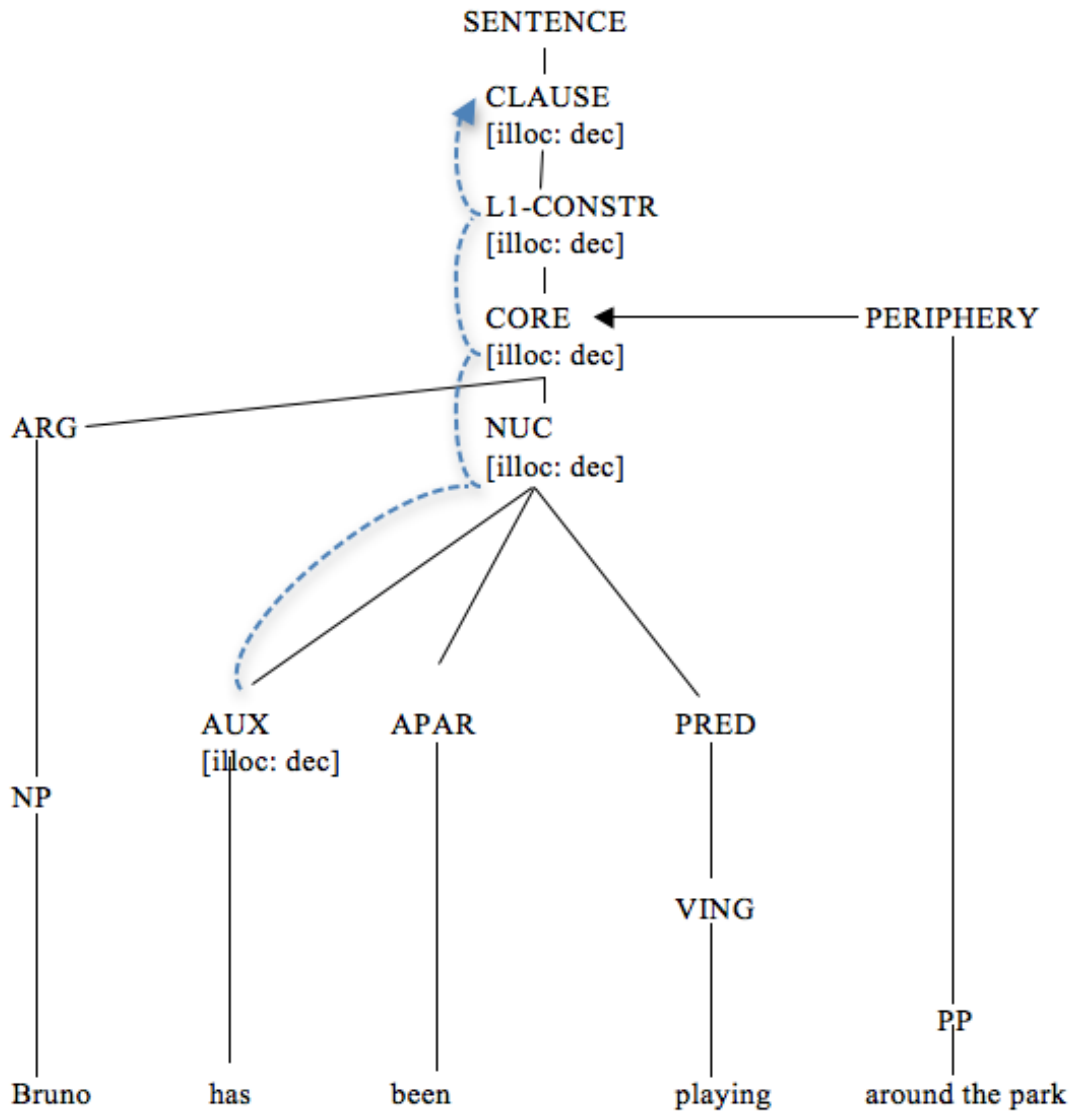 SENTENCE
CLAUSE
[illoc: dec]
L1-CONSTR
[illoc: dec]
CORE
PERIPHERY
[illoc: dec]
ARG
NUC
[illoc: dec]
AUX
APAR
PRED
[illoc: dec]
NP
VING
PP
Bruno
has
been
playing
around the park